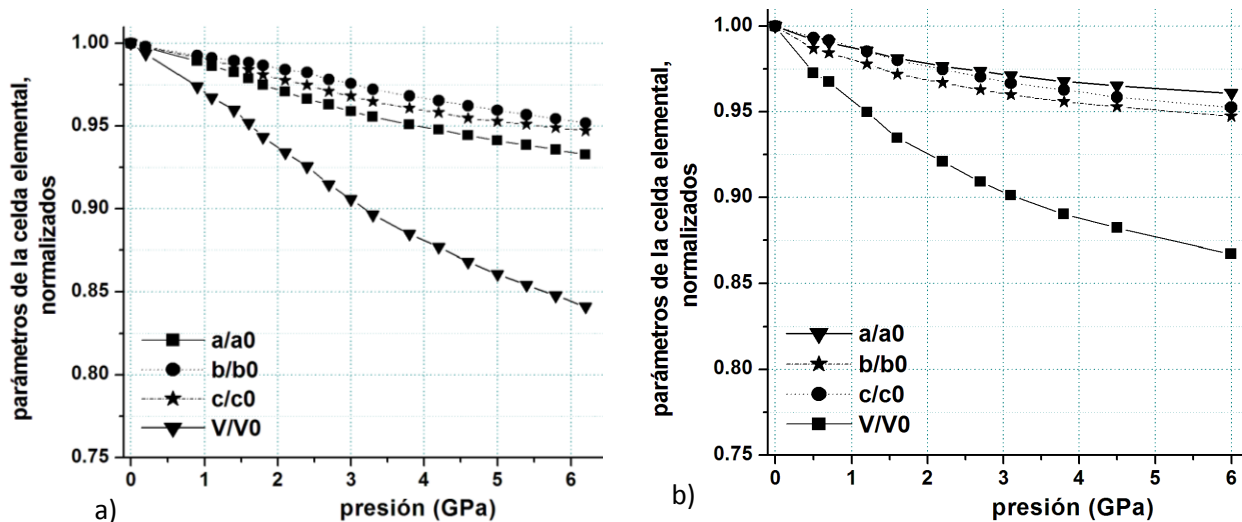 parámetros de la celda elemental,
normalizados
1.00
0.95
0.90
0.85
0.80
0.75
a/a0
b/b0
c/c0
V/V0
0 1 2 3 4 5 6
presión (GPa)
a)
parámetros de la celda elemental,
normalizados
1.00
0.95
0.90
0.85
0.80
0.75
a/a0
b/b0
c/c0
V/V0
0 1 2 3 4 5 6
presión (GPa)
b)